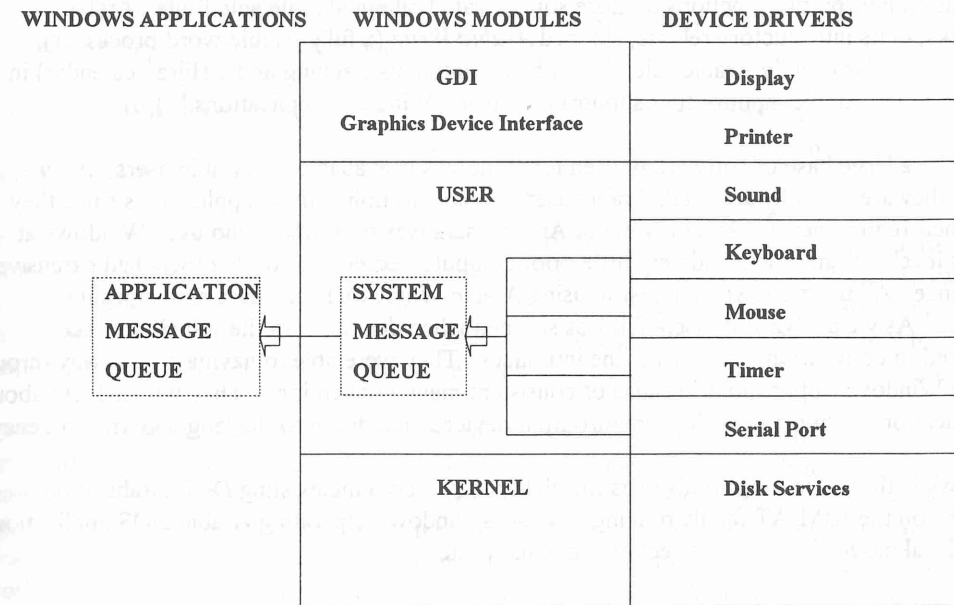 WINDOWS APPLICATIONS WINDOWS MODULES DEVICE DRIVERS
GDI
Graphics Device Interface
Display
Printer
USER
Sound
Keyboard
Mouse
Timer
Serial Port
APPLICATION
MESSAGE
QUEUE
SYSTEM
MESSAGE
QUEUE
KERNEL
Disk Services